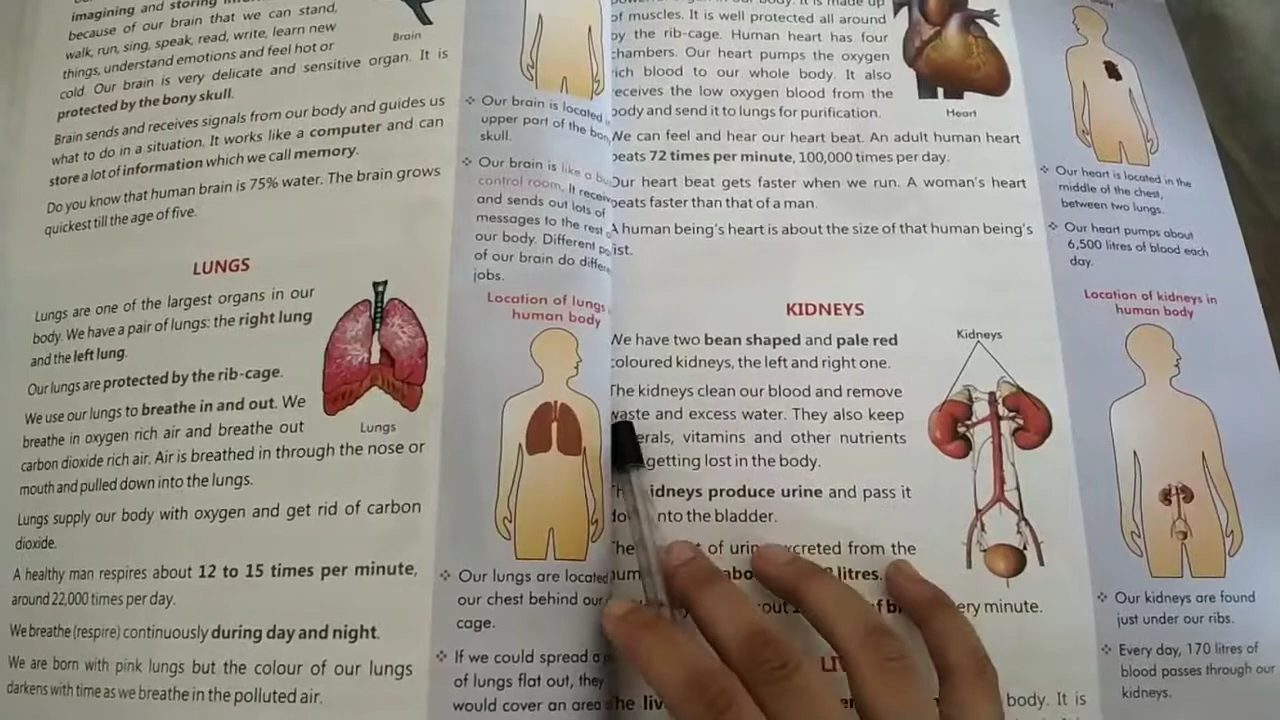 imagining and storing
because of our brain that we can stand,
walk, run, sing, speak, read, write, learn new
things, understand emotions and feel hot or
cold. Our brain is very delicate and sensitive organ. It is
protected by the bony skull.
Brain sends and receives signals from our body and guides us
what to do in a situation. It works like a computer and can
store a lot of information which we call memory.
Do you know that human brain is 75% water. The brain grows
quickest till the age of five.
Brain
LUNGS
Lungs are one of the largest organs in our
body. We have a pair of lungs: the right lung
and the left lung.
Our lungs are protected by the rib-cage.
We use our lungs to breathe in and out. We
breathe in oxygen rich air and breathe out
carbon dioxide rich air. Air is breathed in through the nose or
mouth and pulled down into the lungs.
Lungs supply our body with oxygen and get rid of carbon
dioxide.
A healthy man respires about 12 to 15 times per minute,
around 22,000 times per day.
We breathe (respire) continuously during day and night.
We are born with pink lungs but the colour of our lungs
darkens with time as we breathe in the polluted air.
Lungs
Our brain is located
upper part of the
skull.
Our brain is like a
control room. It
and sends out lots of
messages to the rest
our body. Different
of our brain do
jobs.
Location of lungs
human body
Our lungs are located
our chest behind our
cage.
If we could spread a
of lungs flat out, they
would cover an area
in our body. It is made up
of muscles. It is well protected all around
by the rib-cage. Human heart has four
chambers. Our heart pumps the oxygen
rich blood to our whole body. It also
receives the low oxygen blood from the
body and send it to lungs for purification.
We can feel and hear our heart beat. An adult human heart
beats 72 times per minute, 100,000 times per day.
Our heart beat gets faster when we run. A woman's heart
beats faster than that of a man.
A human being's heart is about the size of that human being's
Heart
KIDNEYS
We have two bean shaped and pale red
coloured kidneys, the left and right one.
The kidneys clean our blood and remove
waste and excess water. They also keep
vitamins and other nutrients
getting lost in the body.
kidneys produce urine and pass it
into the bladder.
of urine excreted from the
litres.
every minute.
Kidneys
body. It is
body
Our heart is located in the
middle of the chest,
between two lungs.
Our heart pumps about
6,500 litres of blood each
day.
Location of kidneys in
human body
Our kidneys are found
just under our ribs.
Every day, 170 litres of
blood passes through our
kidneys.